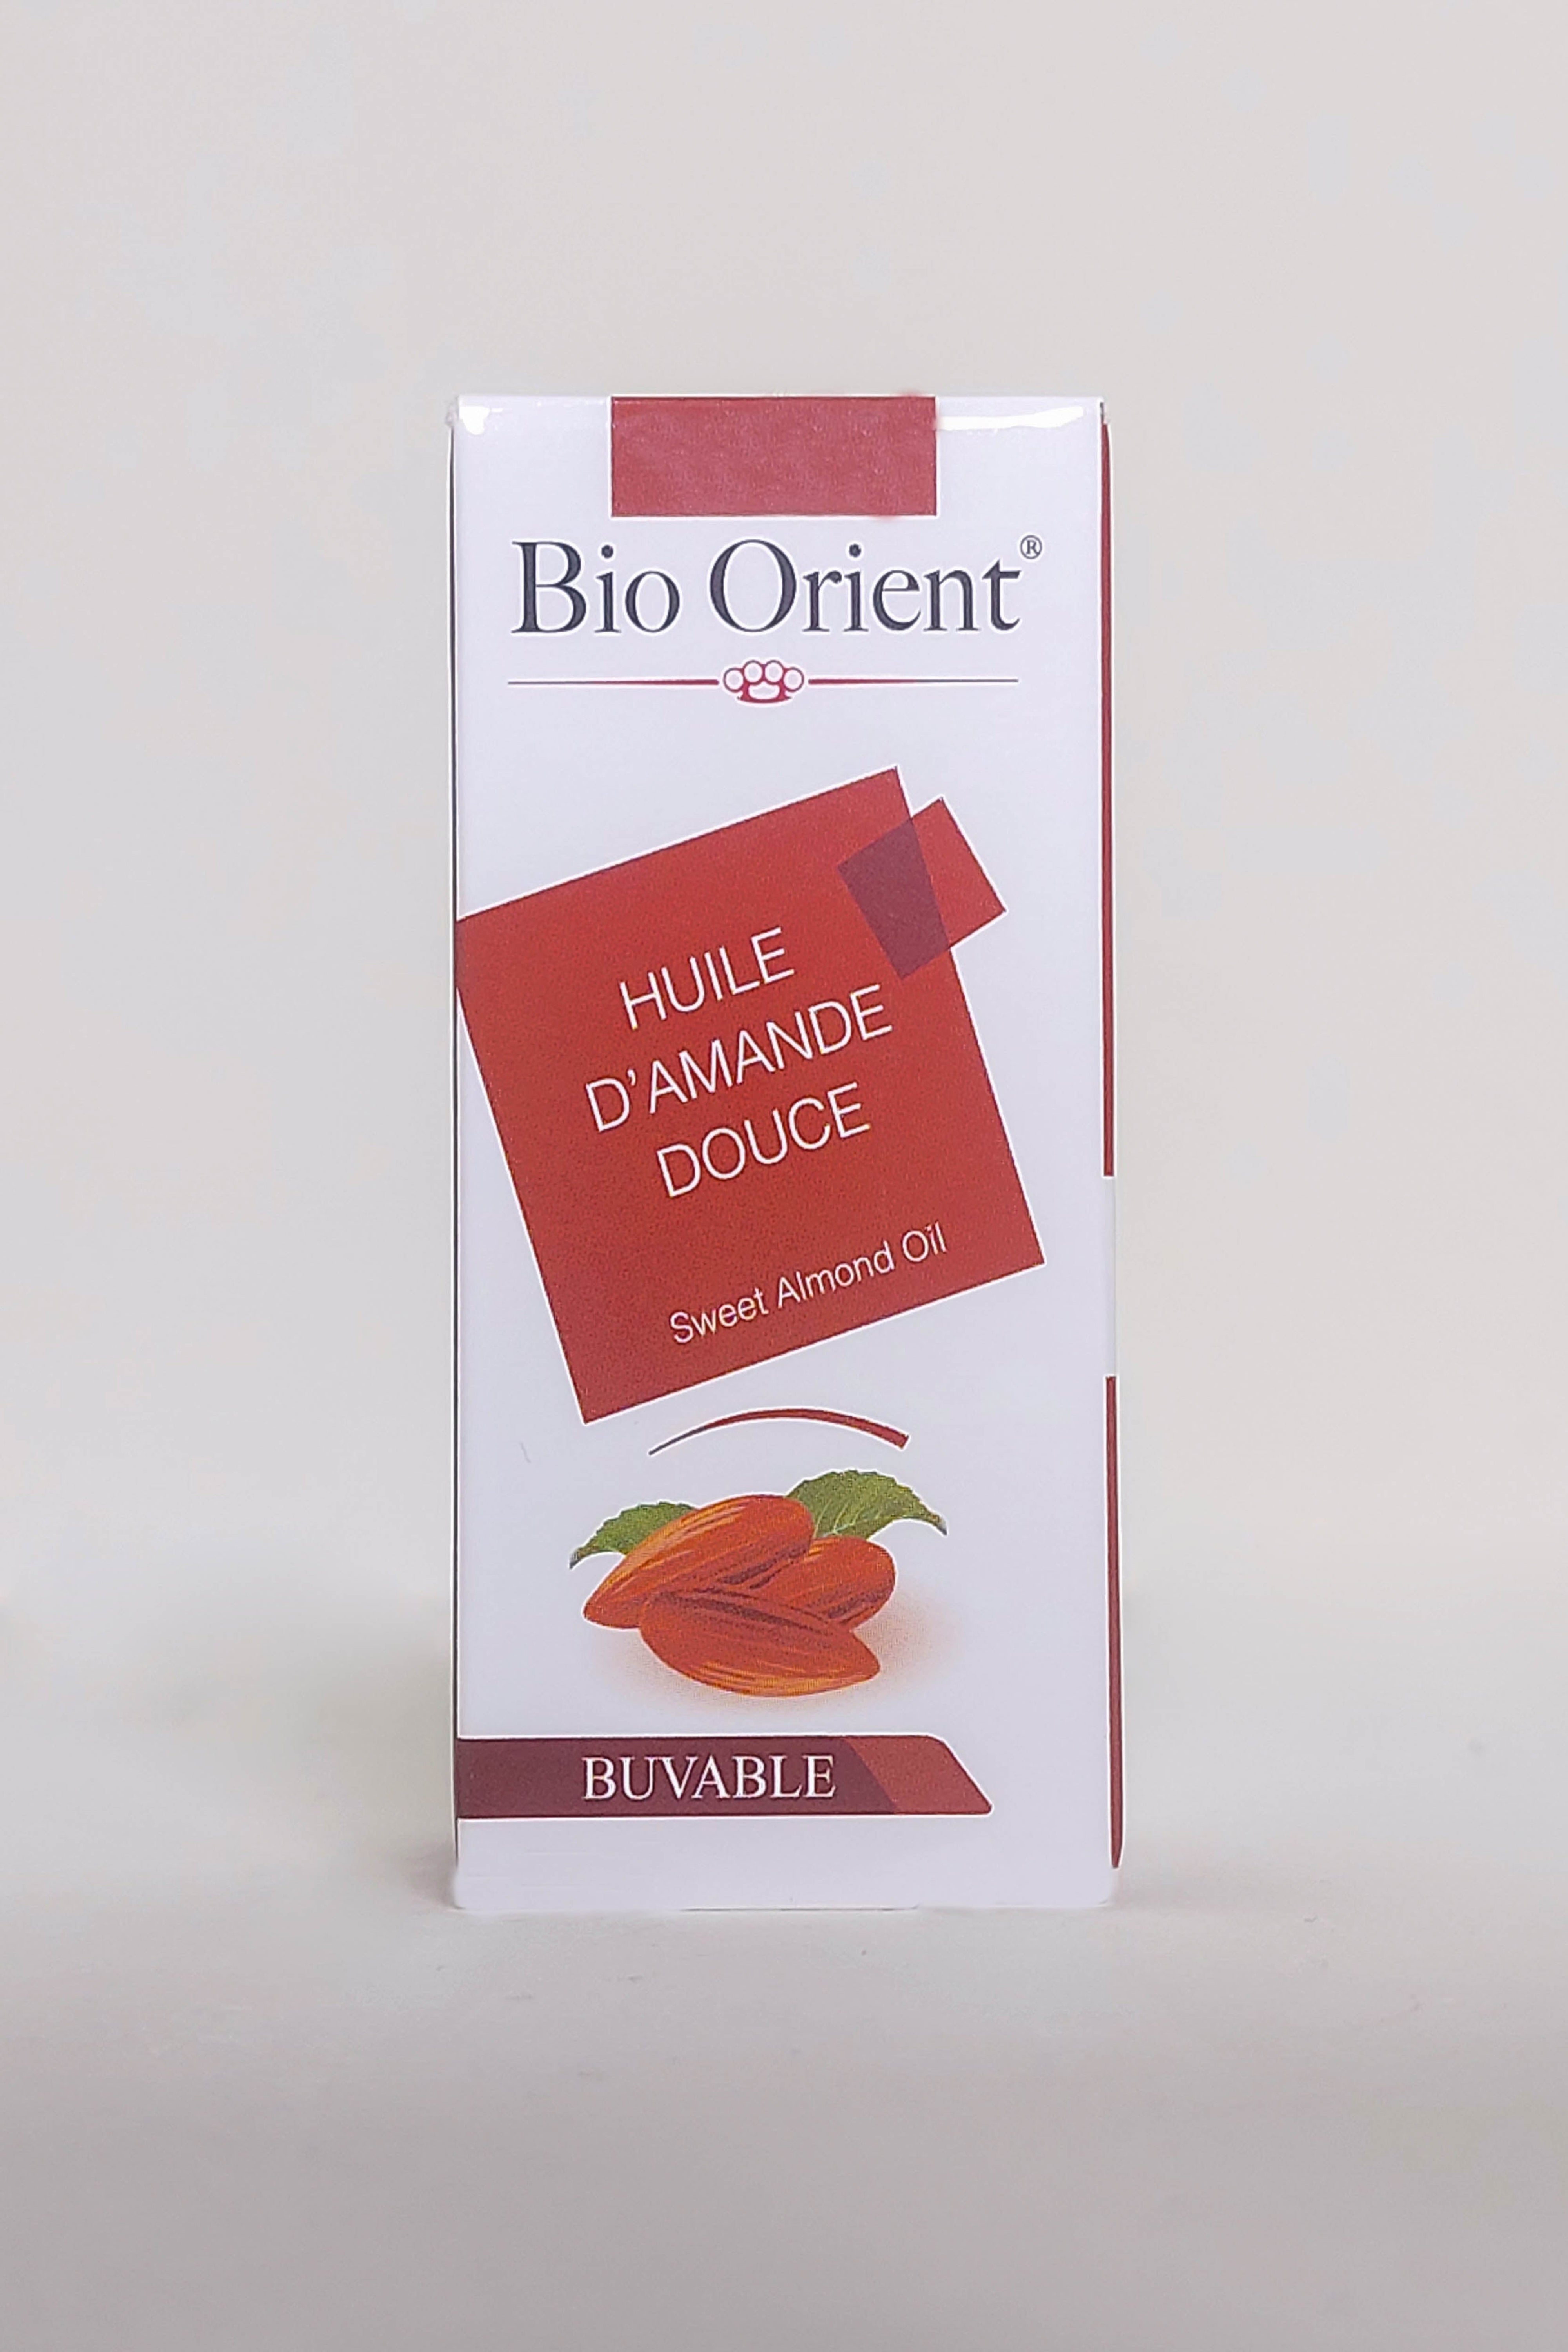 Bio Orient®
HUILE
D'AMANDE
DOUCE
Sweet Almond Oil
BUVABLE